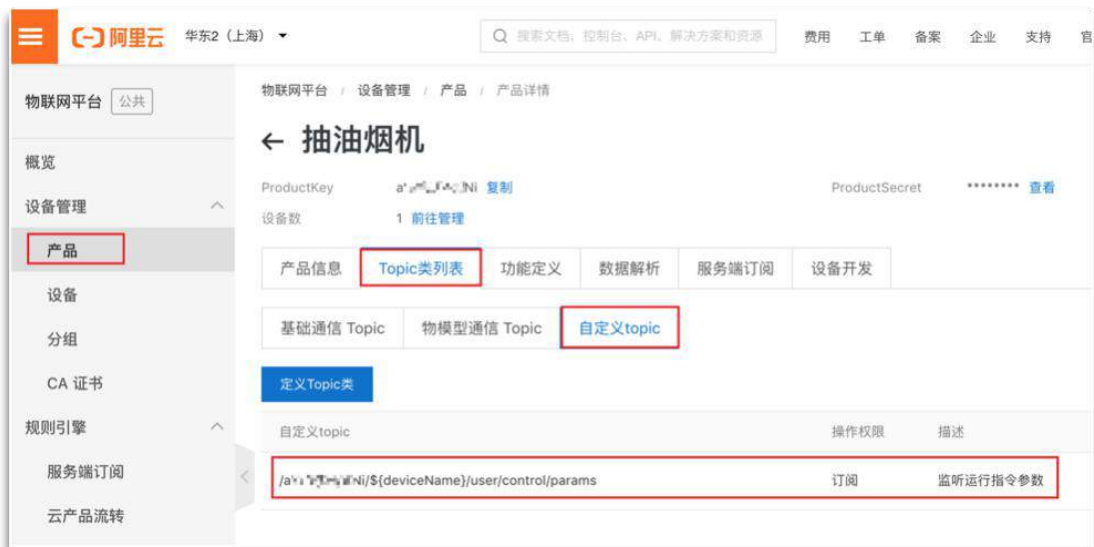 阿里云 华东2（上海） 搜索文档、控制台、API、解决方案和资源 费用 工单 备案 企业 支持 官
物联网平台 公共
物联网平台 / 设备管理 / 产品 / 产品详情
← 抽油烟机
概览
ProductKey 复制 ProductSecret ******** 查看
设备管理
设备数 1 前往管理
产品
产品信息 Topic类列表 功能定义 数据解析 服务端订阅 设备开发
设备
基础通信 Topic 物模型通信 Topic 自定义topic
分组
CA 证书
定义Topic类
规则引擎
自定义topic 操作权限 描述
服务端订阅
/${deviceName}/user/control/params 订阅 监听运行指令参数
云产品流转